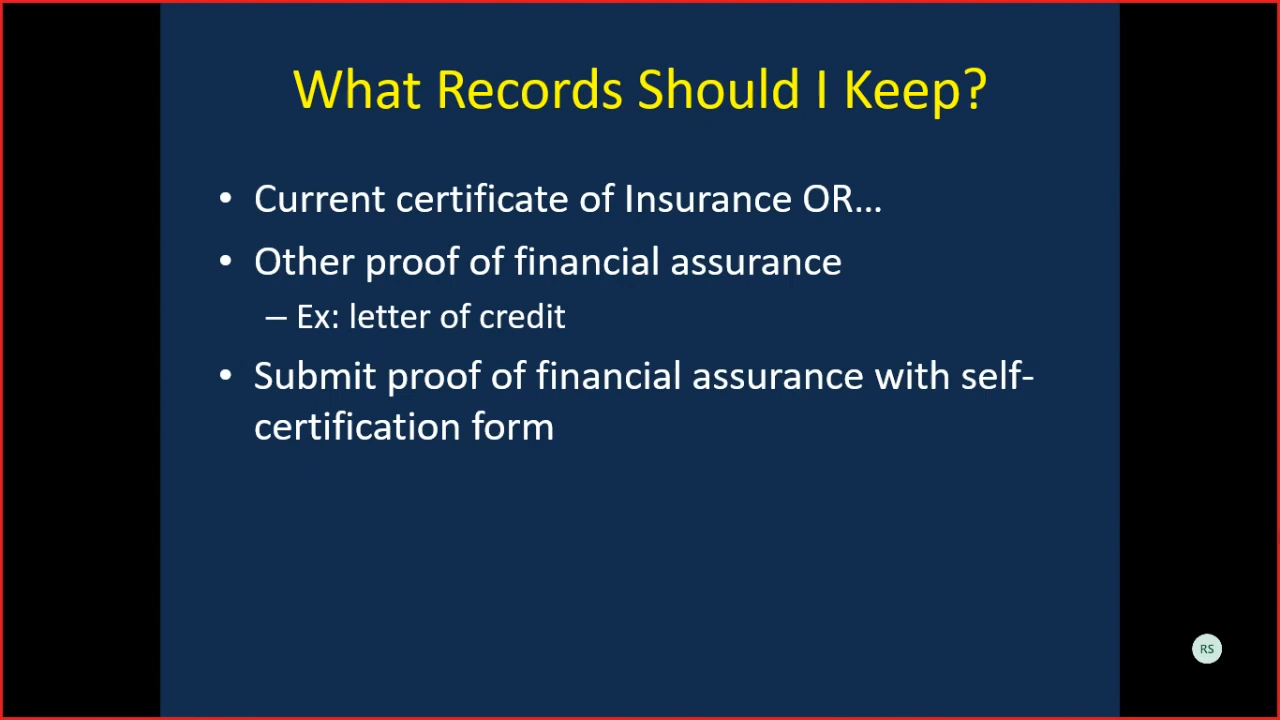 What Records Should I Keep?
• Current certificate of Insurance OR…
• Other proof of financial assurance
– Ex: letter of credit
• Submit proof of financial assurance with self-
certification form
RS